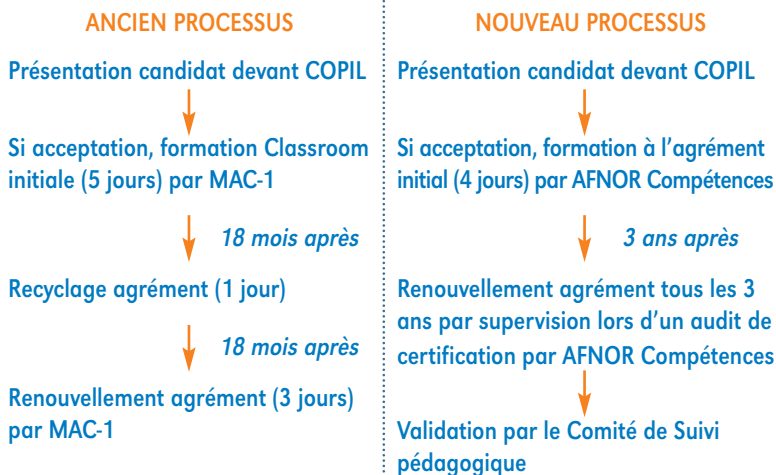 ANCIEN PROCESSUS
Présentation candidat devant COPIL
Si acceptation, formation Classroom
initiale (5 jours) par MAC-1
18 mois après
Recyclage agrément (1 jour)
18 mois après
Renouvellement agrément (3 jours)
par MAC-1
NOUVEAU PROCESSUS
Présentation candidat devant COPIL
Si acceptation, formation à l’agrément
initial (4 jours) par AFNOR Compétences
3 ans après
Renouvellement agrément tous les 3
ans par supervision lors d’un audit de
certification par AFNOR Compétences
Validation par le Comité de Suivi
pédagogique